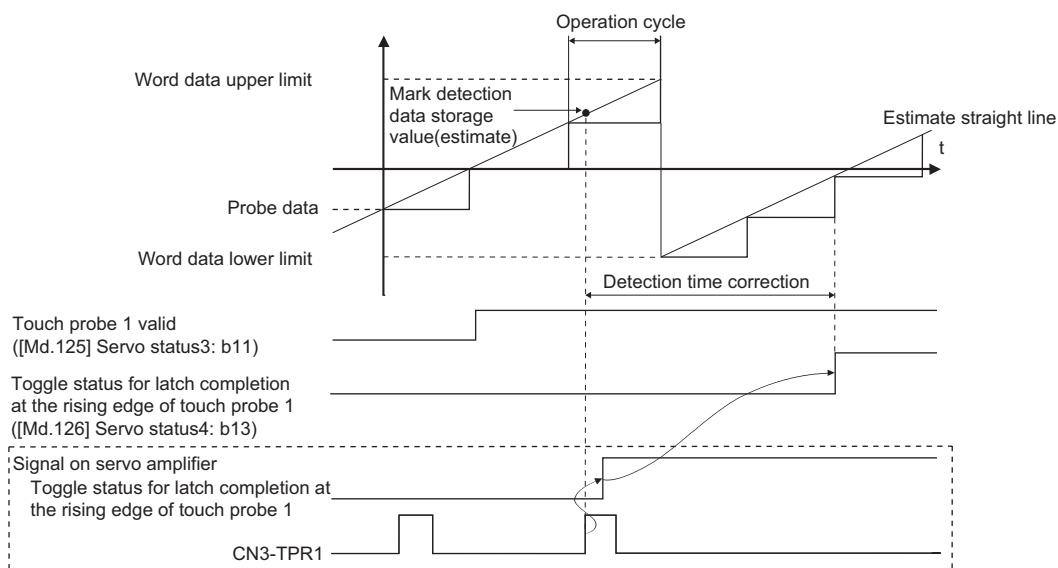 Operation cycle
Word data upper limit
Mark detection
data storage
value(estimate)
Estimate straight line
t
Probe data
Word data lower limit
Detection time correction
Touch probe 1 valid
([Md.125] Servo status3: b11)
Toggle status for latch completion
at the rising edge of touch probe 1
([Md.126] Servo status4: b13)
Signal on servo amplifier
Toggle status for latch completion at
the rising edge of touch probe 1
CN3-TPR1